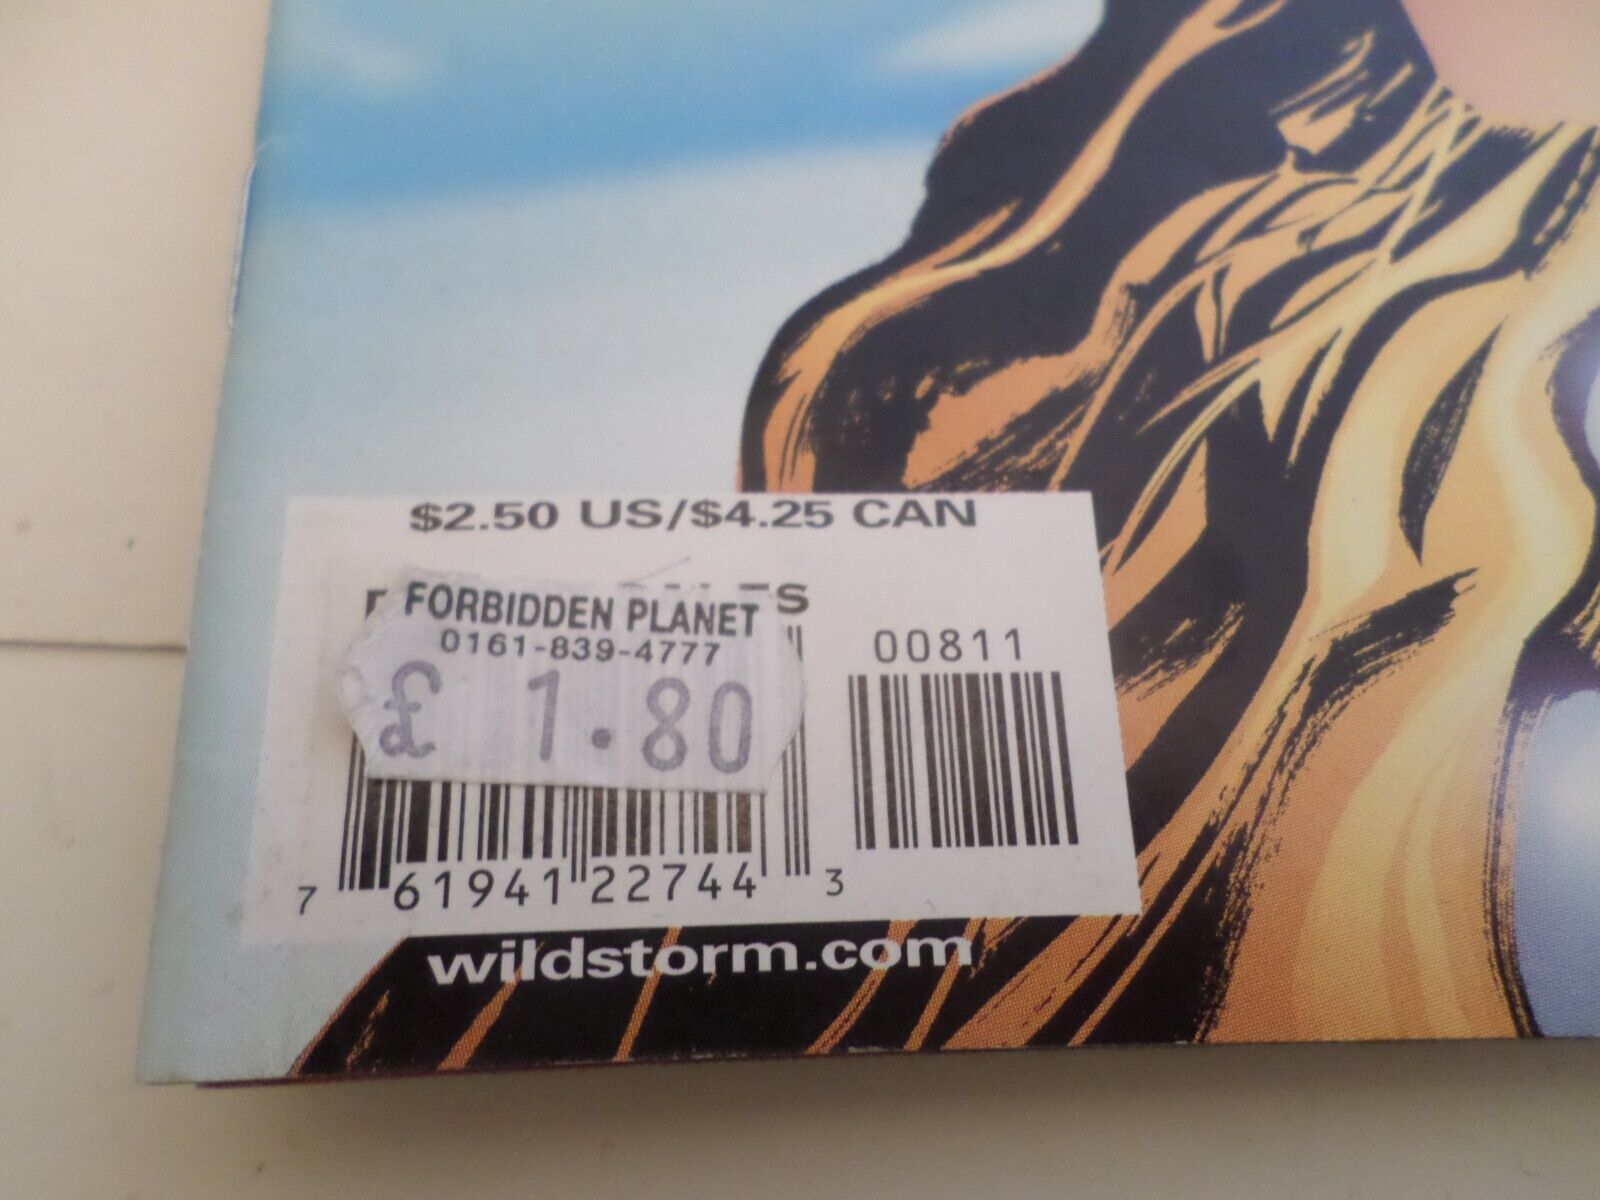 $2.50 US/$4.25 CAN
FORBIDDEN PLANET
0161-839-4777
£ 1.80
00811
7 61941 22744 3
wildstorm.com